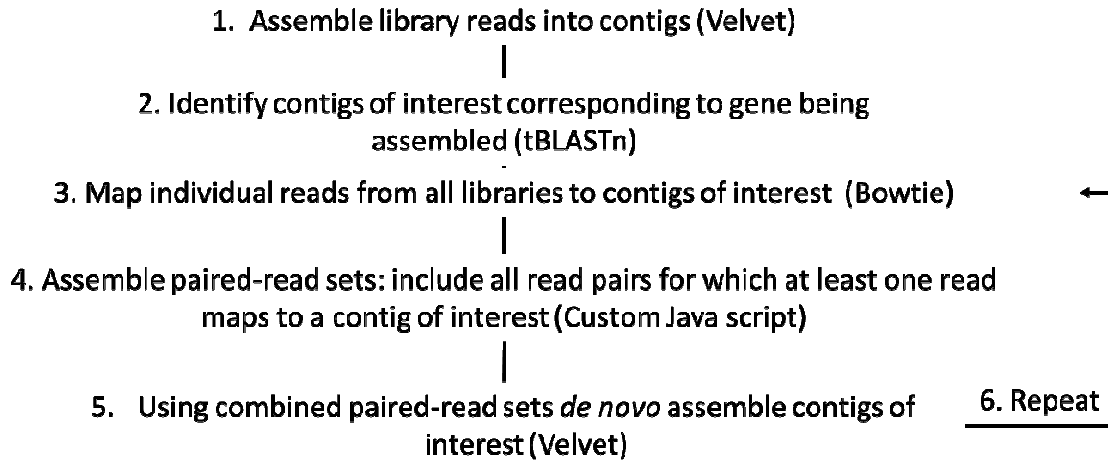 1. Assemble library reads into contigs (Velvet)
2. Identify contigs of interest corresponding to gene being
assembled (tBLASTn)
3. Map individual reads from all libraries to contigs of interest (Bowtie)
4. Assemble paired-read sets: include all read pairs for which at least one read
maps to a contig of interest (Custom Java script)
5. Using combined paired-read sets de novo assemble contigs of
interest (Velvet)
6. Repeat